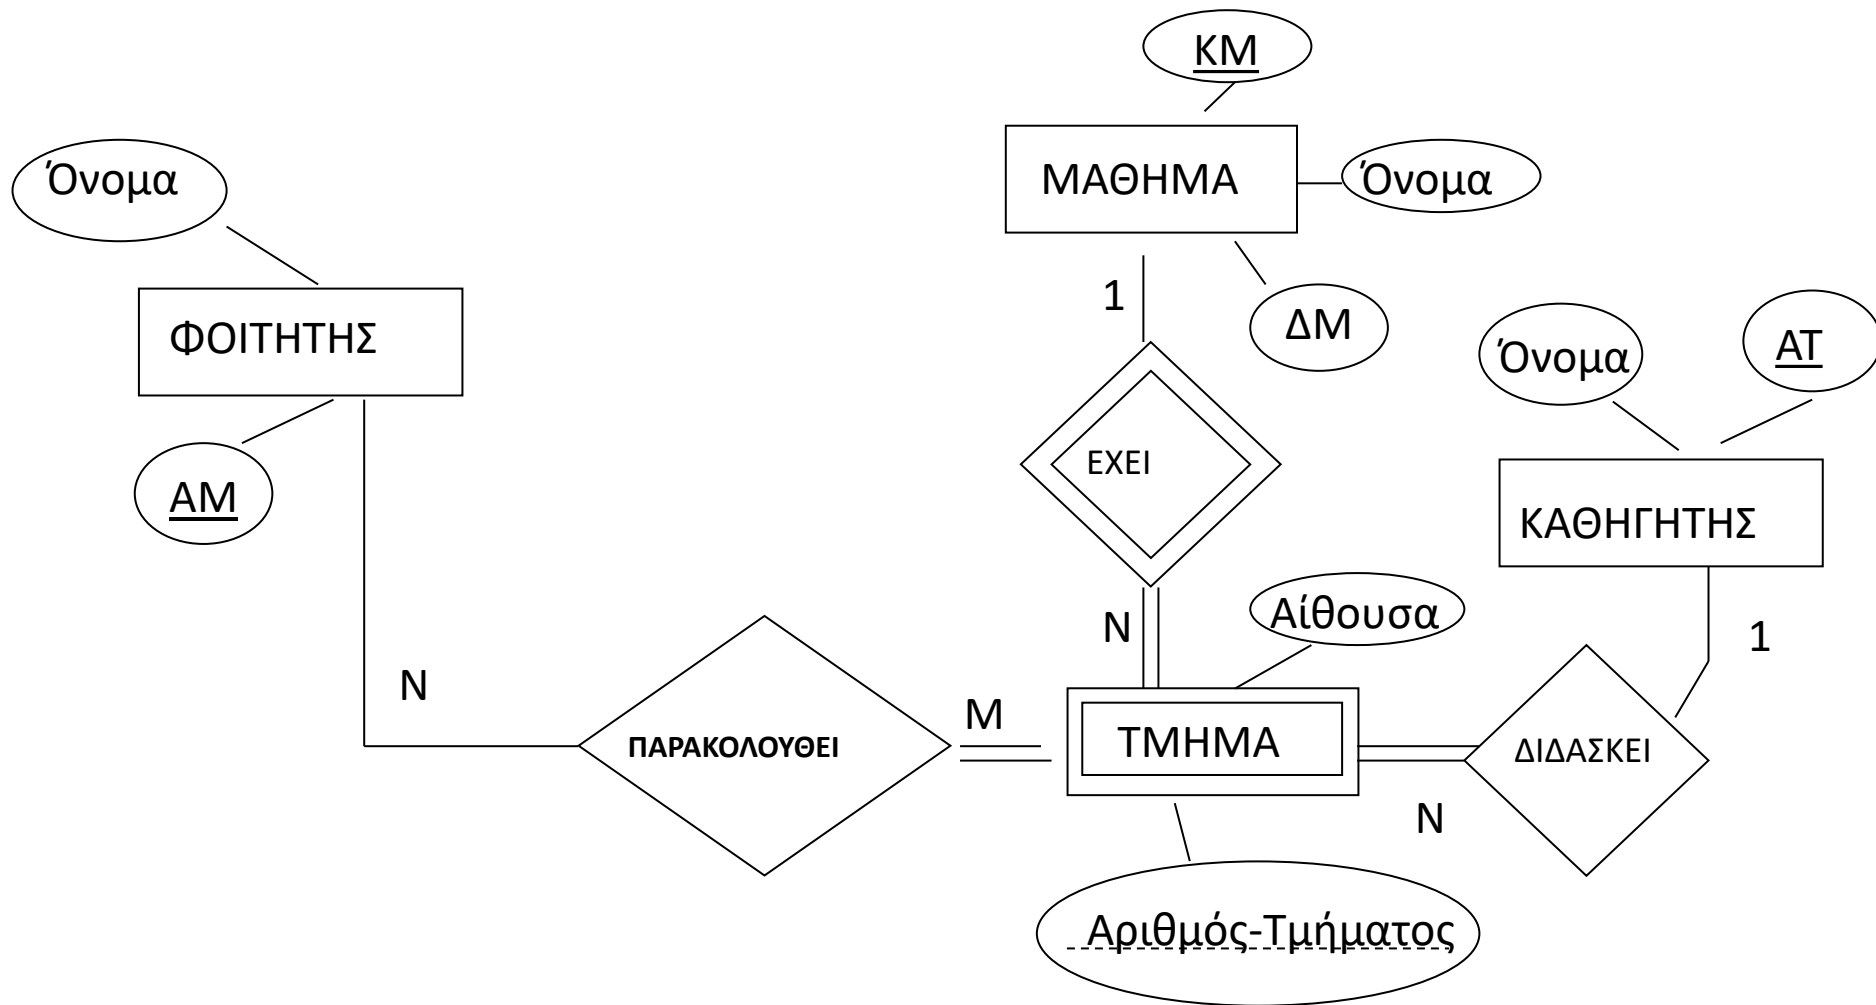 ΚΜ
ΜΑΘΗΜΑ
Όνομα
Όνομα
1
ΔΜ
ΦΟΙΤΗΤΗΣ
Όνομα
ΑΤ
ΕΧΕΙ
ΑΜ
ΚΑΘΗΓΗΤΗΣ
Ν
Αίθουσα
1
Ν
Μ
ΠΑΡΑΚΟΛΟΥΘΕΙ
ΤΜΗΜΑ
ΔΙΔΑΣΚΕΙ
Ν
Αριθμός-Τμήματος